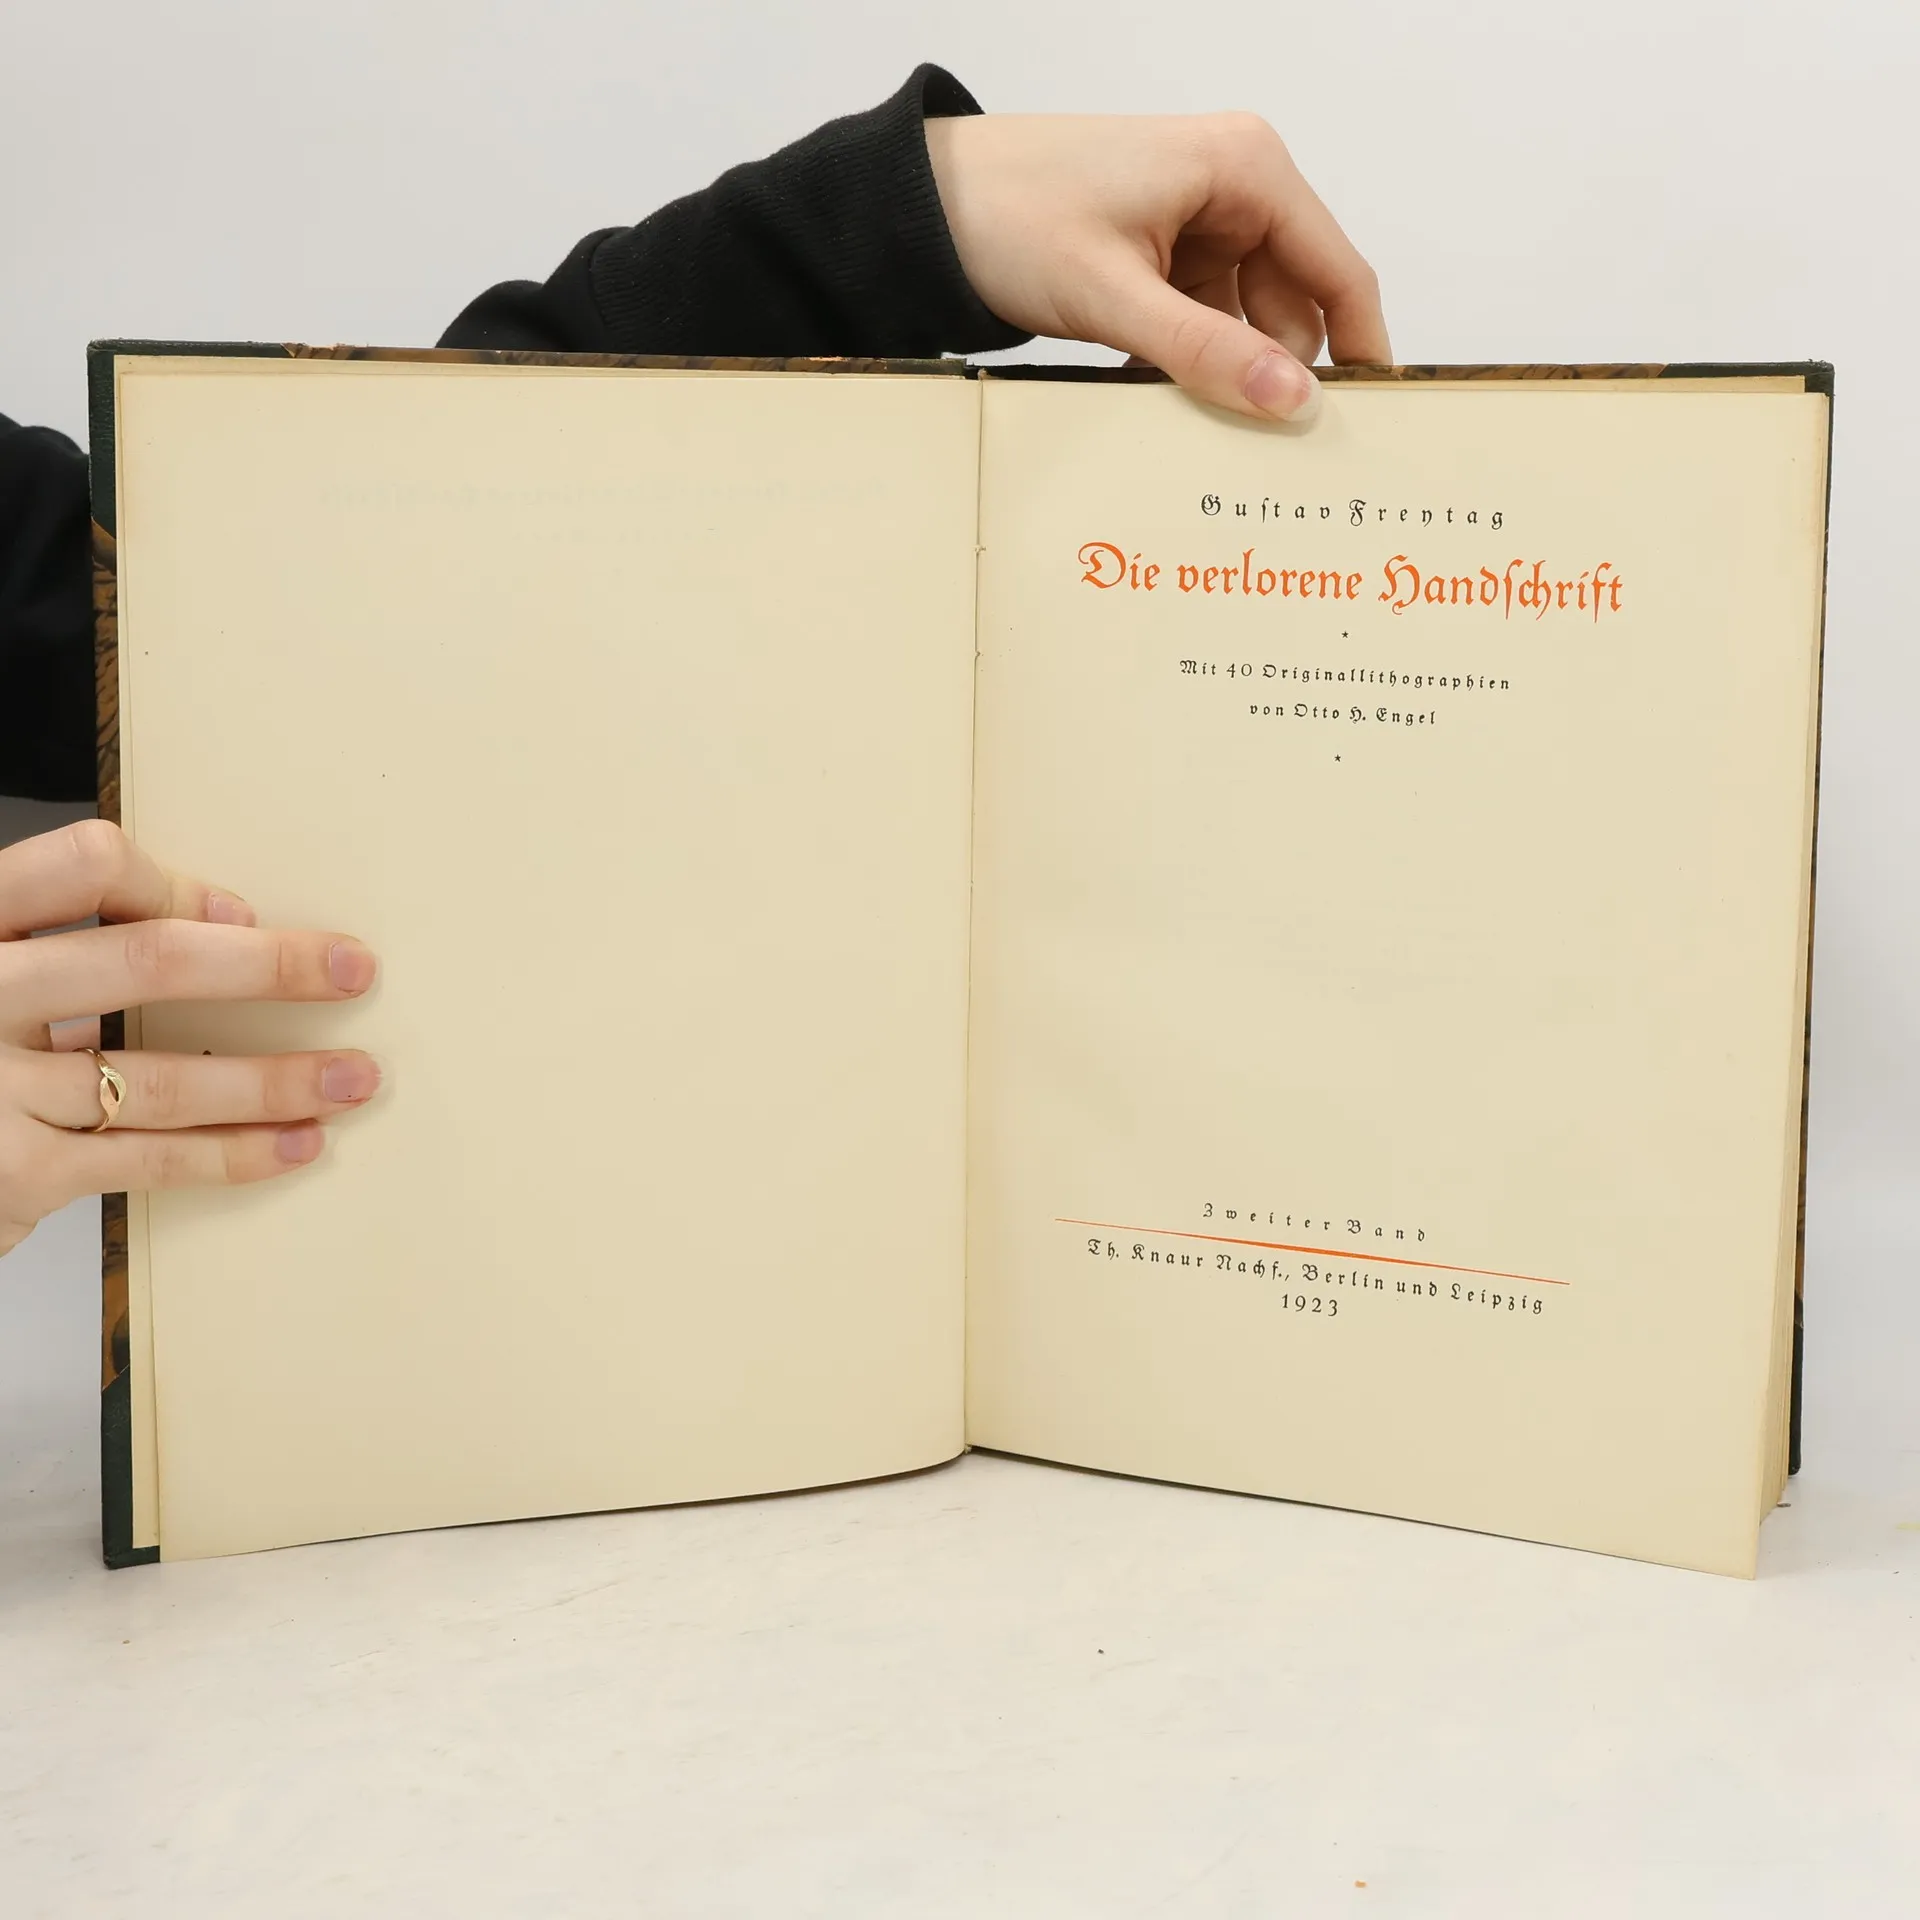 Guſtav Freytag
Die verlorene Handſchrift
*
Mit 40 Originallithographien
von Otto H. Engel
*
Zweiter Band
Th. Knaur Nachf., Berlin und Leipzig
1923